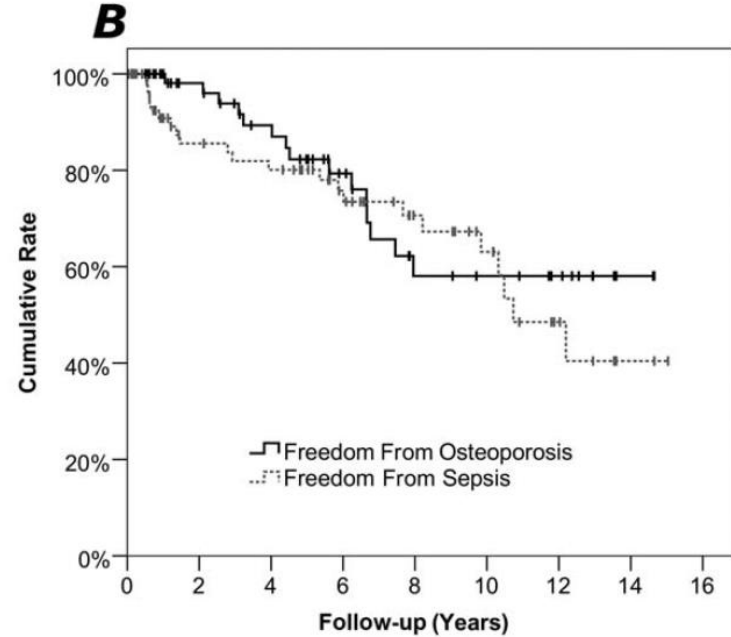 B
100%
80%
60%
40%
20%
0%
Cumulative Rate
Freedom From Osteoporosis
Freedom From Sepsis
0 2 4 6 8 10 12 14 16
Follow-up (Years)